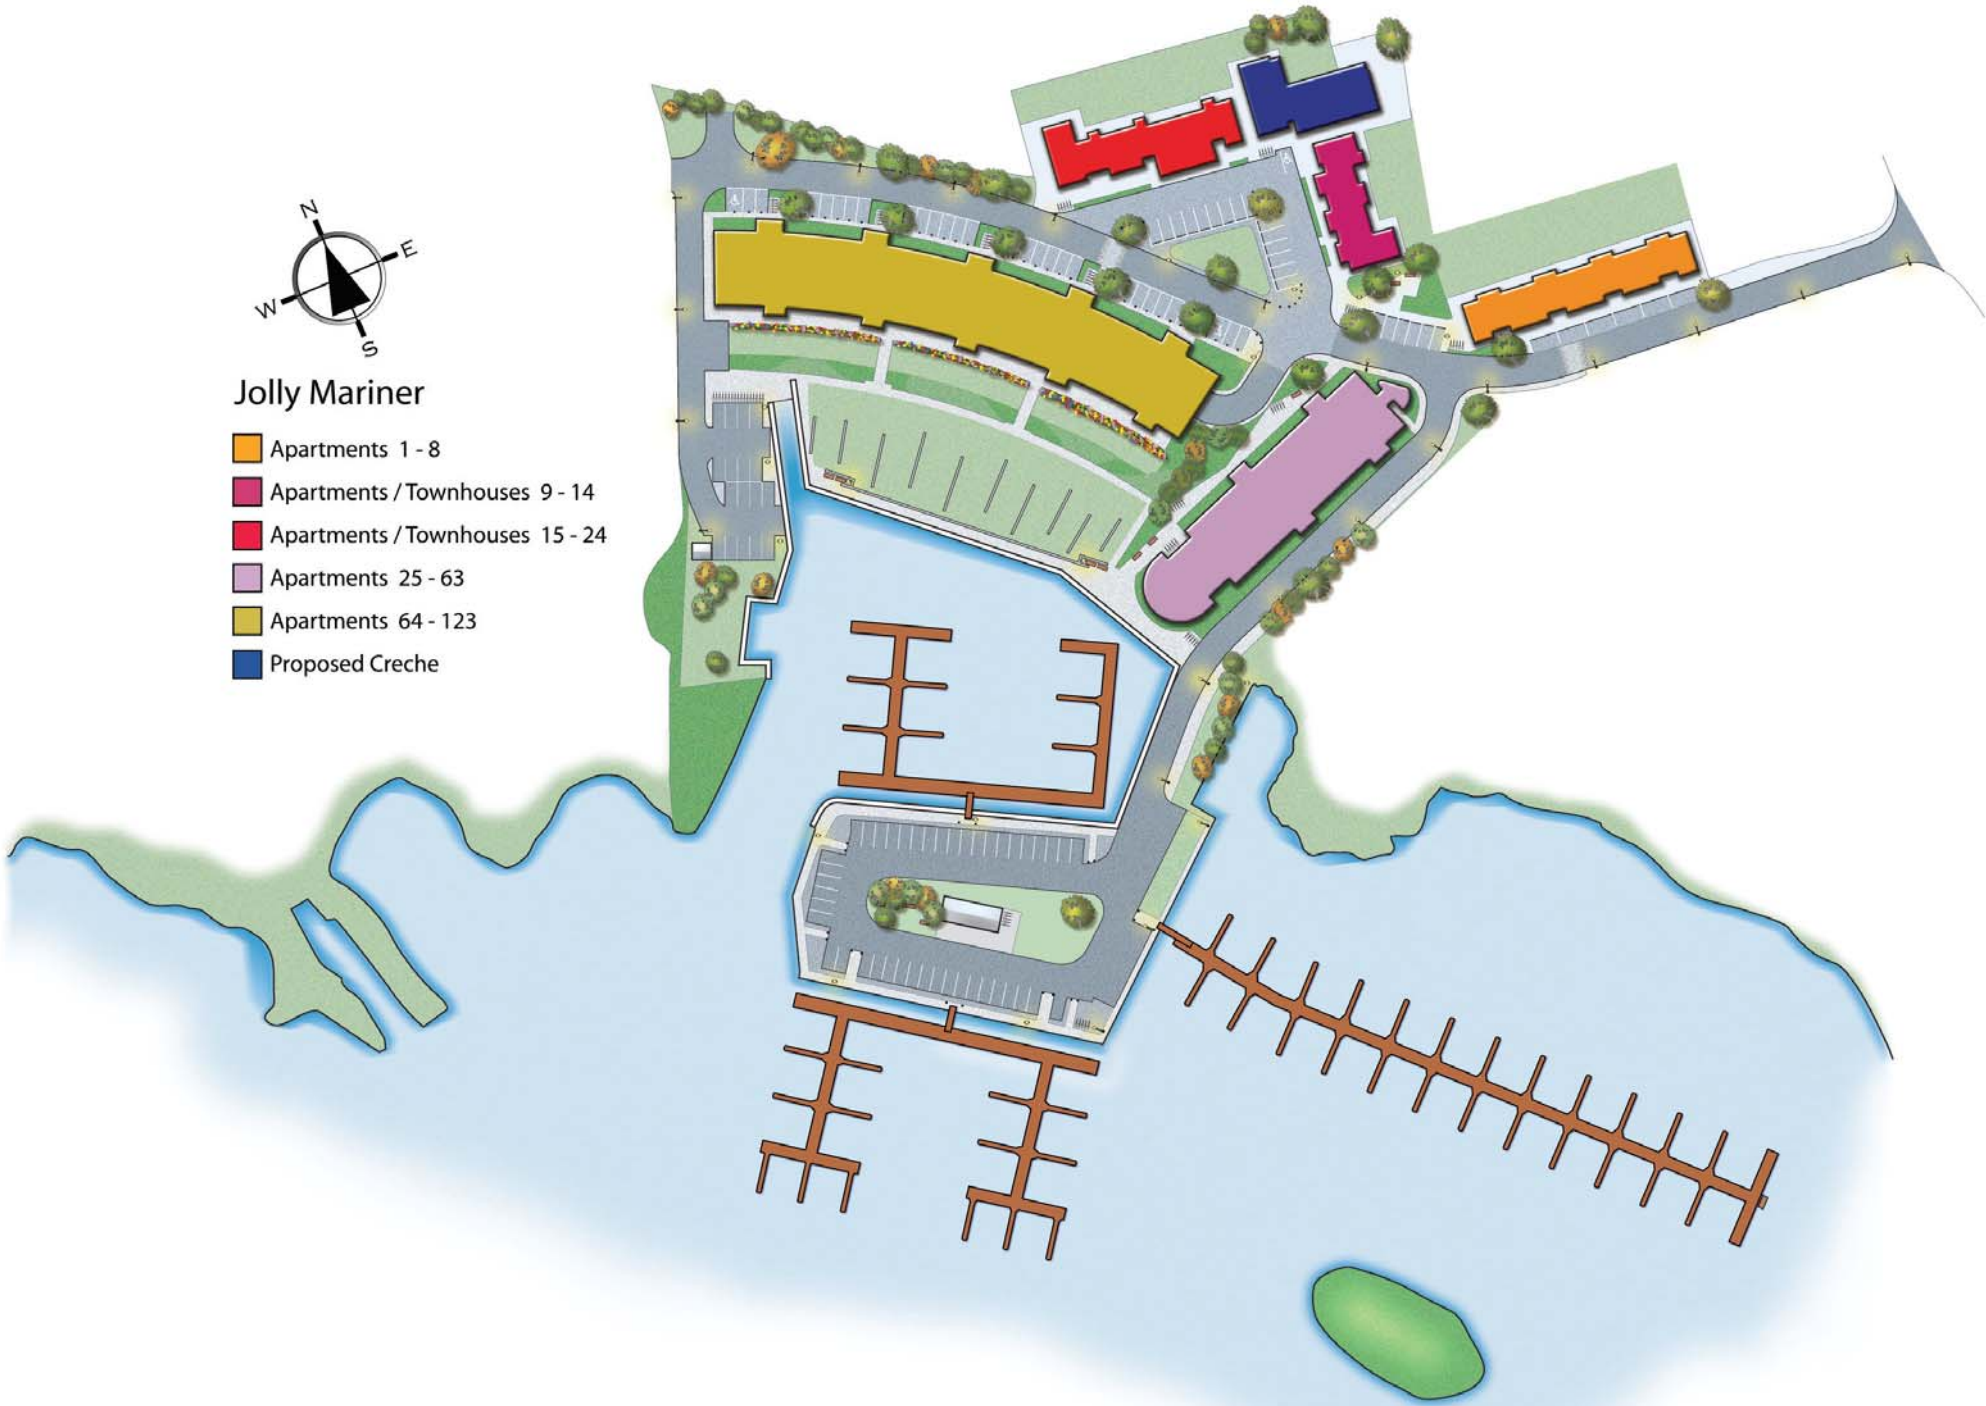 N
E
W
S
Jolly Mariner
Apartments 1 - 8
Apartments / Townhouses 9 - 14
Apartments / Townhouses 15 - 24
Apartments 25 - 63
Apartments 64 - 123
Proposed Creche